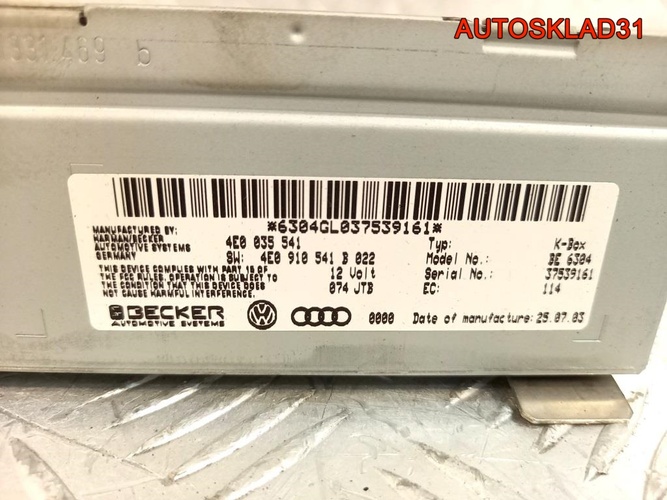 AUTOSKLAD31
*6304GL037539161*
MANUFACTURED BY:
HARMAN/BECKER
AUTOMOTIVE SYSTEMS
GERMANY
4E0 035 541
SW: 4E0 910 541 B 022
12 Volt
074 JTB
THIS DEVICE COMPLIES WITH PART 15 OF
THE FCC RULES. OPERATION IS SUBJECT TO
THE CONDITION THAT THIS DEVICE DOES
NOT CAUSE HARMFUL INTERFERENCE.
Typ: K-Box
Model No.: BE 6304
Serial No.: 37539161
EC: 114
BECKER
AUTOMOTIVE SYSTEMS
0000 Date of manufacture: 25.07.03